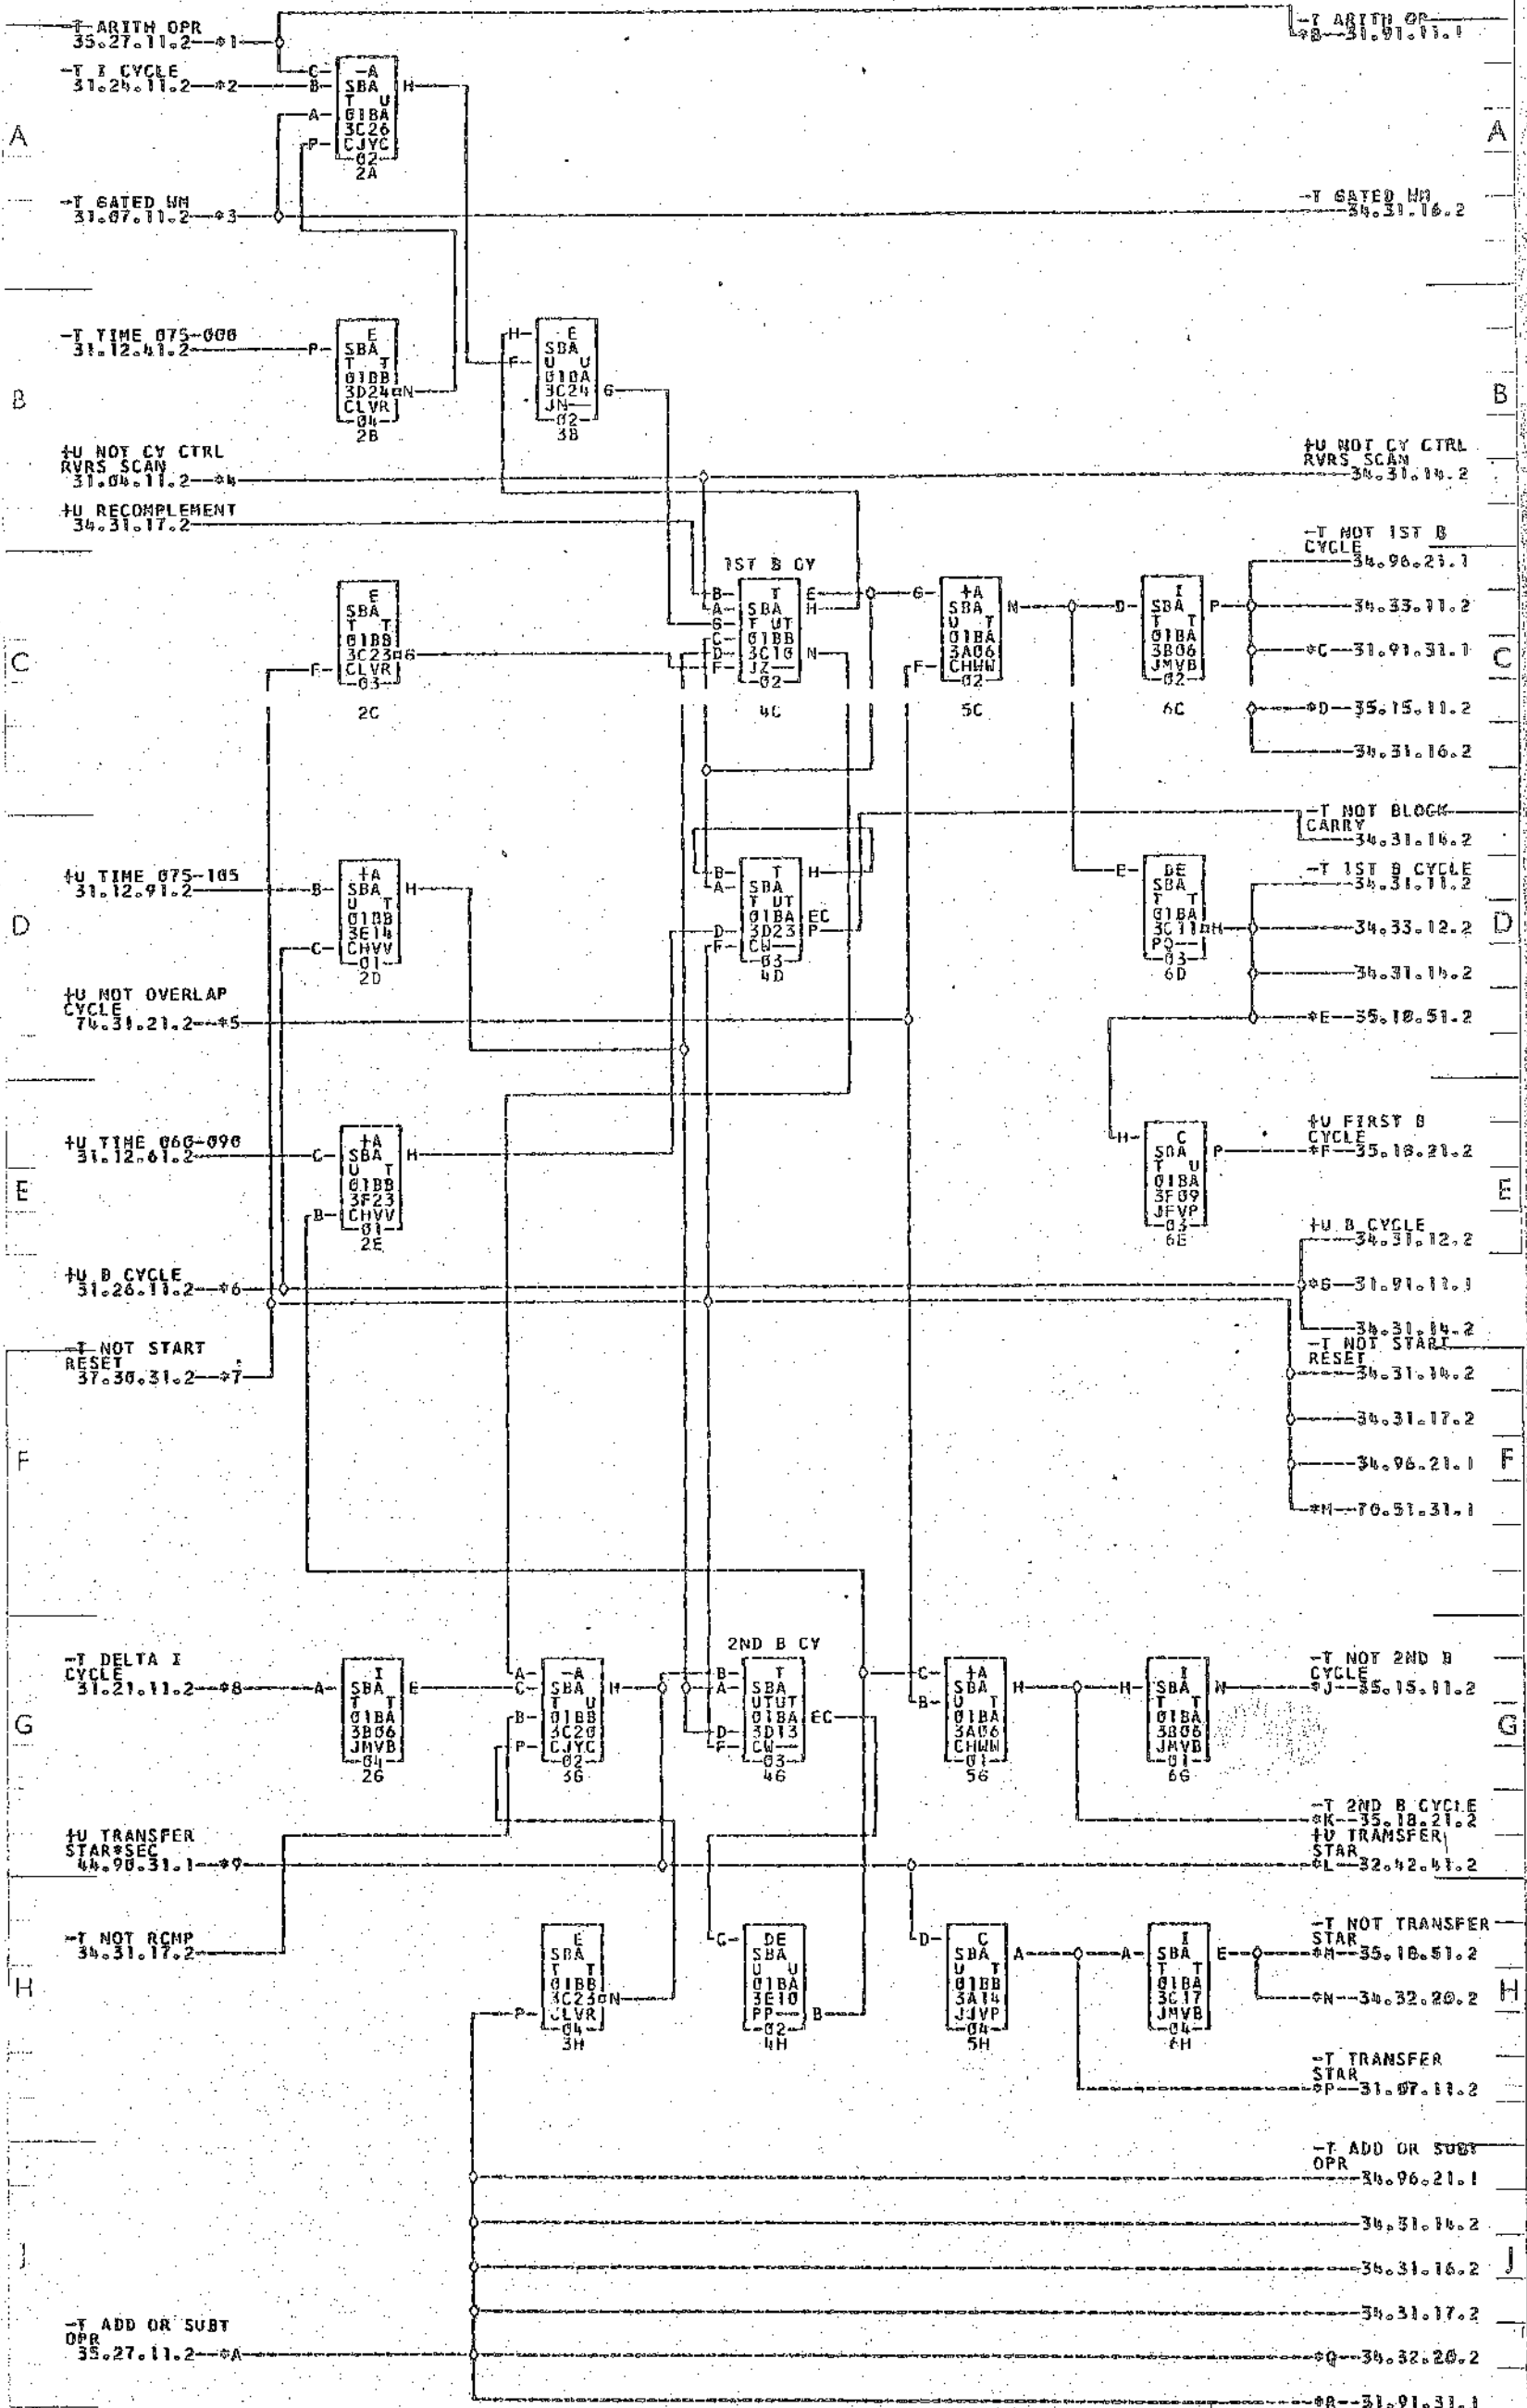 -T ARITH OPR
35.27.11.2--*1
-T ARITH OP
*B--31.91.11.1
-T I CYCLE
31.24.11.2--*2
C -A
B SBA H
T U
A 01BA
3C26
P CJYC
02
2A
A A
-T GATED WM
31.07.11.2--*3
-T GATED WM
34.31.16.2
-T TIME 075-000
31.12.41.2
E
P SBA
T T
01BB
3D24 N
CLVR
04
2B
H E
SBA
F U U
01BA
3C24 G
JN--
02
3B
B B
+U NOT CY CTRL
RVRS SCAN
31.04.11.2--*4
+U NOT CY CTRL
RVRS SCAN
34.31.14.2
+U RECOMPLEMENT
34.31.17.2
-T NOT 1ST B
CYCLE
34.96.21.1
34.33.11.2
*C--31.91.31.1
*D--35.15.11.2
34.31.16.2
E
SBA
T T
01BB
3C23 G
F CLVR
03
2C
1ST B CY
B T E
A SBA H
G T UT
C 01BB
D 3C10 N
F JZ--
02
4C
G +A
SBA N
U T
01BA
3A06
F CHWW
02
5C
I
D SBA P
T T
01BA
3B06
JMVB
02
6C
C C
-T NOT BLOCK
CARRY
34.31.14.2
+U TIME 075-105
31.12.91.2
+A
B SBA H
U T
01BB
3E14
C CHVV
01
2D
B T H
A SBA
T UT
01BA EC
D 3D23 P
F CW--
03
4D
E DE
SBA
T T
01BA
3C11 H
PQ--
03
6D
-T 1ST B CYCLE
34.31.11.2
34.33.12.2
34.31.14.2
*E--35.18.51.2
D D
+U NOT OVERLAP
CYCLE
74.31.21.2--*5
+U TIME 060-090
31.12.61.2
+A
C SBA H
U T
01BB
3F23
B CHVV
01
2E
H C
SBA P
T U
01BA
3F09
JFVP
03
6E
+U FIRST B
CYCLE
*F--35.18.21.2
E E
+U B CYCLE
31.26.11.2--*6
+U B CYCLE
34.31.12.2
*G--31.91.11.1
34.31.14.2
-T NOT START
RESET
37.30.31.2--*7
-T NOT START
RESET
34.31.14.2
34.31.17.2
34.96.21.1
*H--70.51.31.1
F F
-T DELTA I
CYCLE
31.21.11.2--*8
I
A SBA E
T T
01BA
3B06
JMVB
04
2G
A -A
C SBA H
T U
B 01BB
3C20
P CJYC
02
3G
2ND B CY
B T
A SBA
UTUT
01BA EC
D 3D13
F CW--
03
4G
C +A
SBA H
B U T
01BA
3A06
CHWW
01
5G
I
H SBA N
T T
01BA
3B06
JMVB
01
6G
-T NOT 2ND B
CYCLE
*J--35.15.11.2
G G
-T 2ND B CYCLE
*K--35.18.21.2
+U TRANSFER
STAR*SEC
44.90.31.1--*9
+U TRANSFER
STAR
*L--32.42.41.2
-T NOT RCMP
34.31.17.2
E
SBA
T T
01BB
3C23 N
P CLVR
04
3H
C DE
SBA
U U
01BA
3E10
PP-- B
02
4H
D C
SBA A
U T
01BB
3A14
JJVP
04
5H
I
A SBA E
T T
01BA
3C17
JMVB
04
6H
-T NOT TRANSFER
STAR
*M--35.18.51.2
*N--34.32.20.2
H H
-T TRANSFER
STAR
*P--31.07.11.2
-T ADD OR SUBT
OPR
34.96.21.1
34.31.14.2
34.31.16.2
34.31.17.2
J J
-T ADD OR SUBT
OPR
35.27.11.2--*A
*Q--34.32.20.2
*R--31.91.31.1